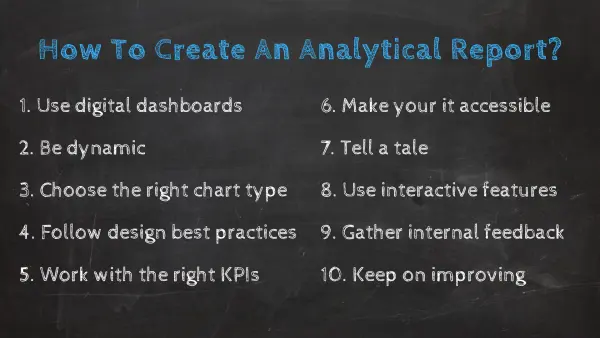 How To Create An Analytical Report?
1. Use digital dashboards
2. Be dynamic
3. Choose the right chart type
4. Follow design best practices
5. Work with the right KPIs
6. Make your it accessible
7. Tell a tale
8. Use interactive features
9. Gather internal feedback
10. Keep on improving